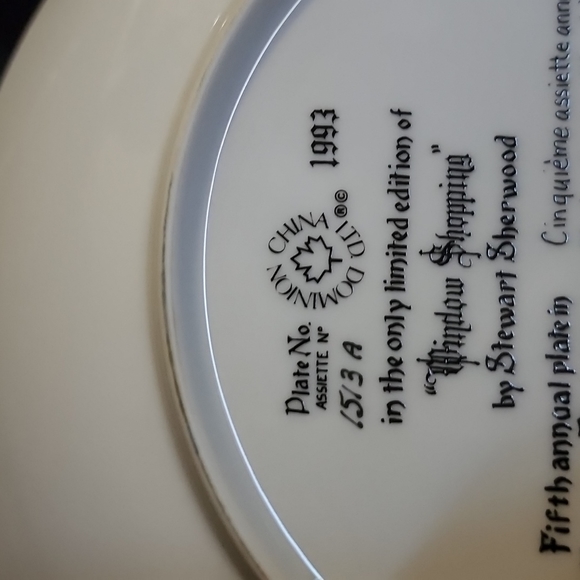 Plate No.
ASSIETTE Nº
1513 A
DOMINION CHINA LTD. ®©
1993
in the only limited edition of
"Window Shopping"
by Stewart Sherwood
Fifth annual plate in
Cinquième assiette ann